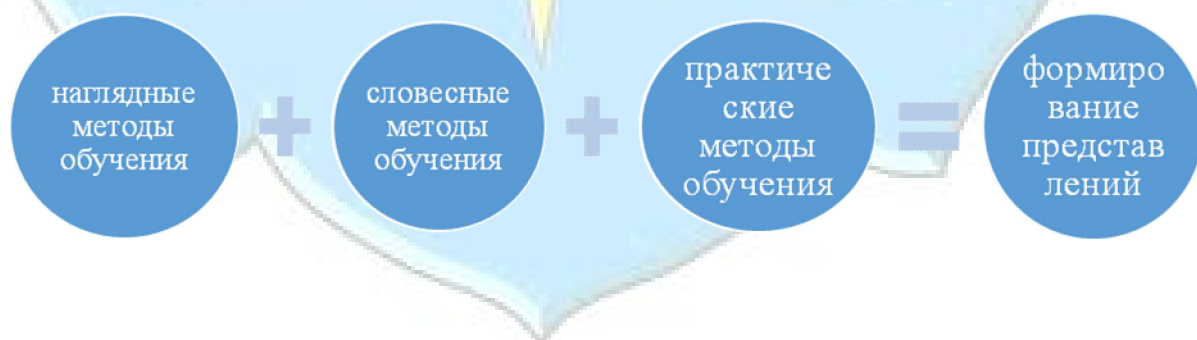 наглядные
методы
обучения
+
словесные
методы
обучения
+
практиче
ские
методы
обучения
=
формиро
вание
представ
лений